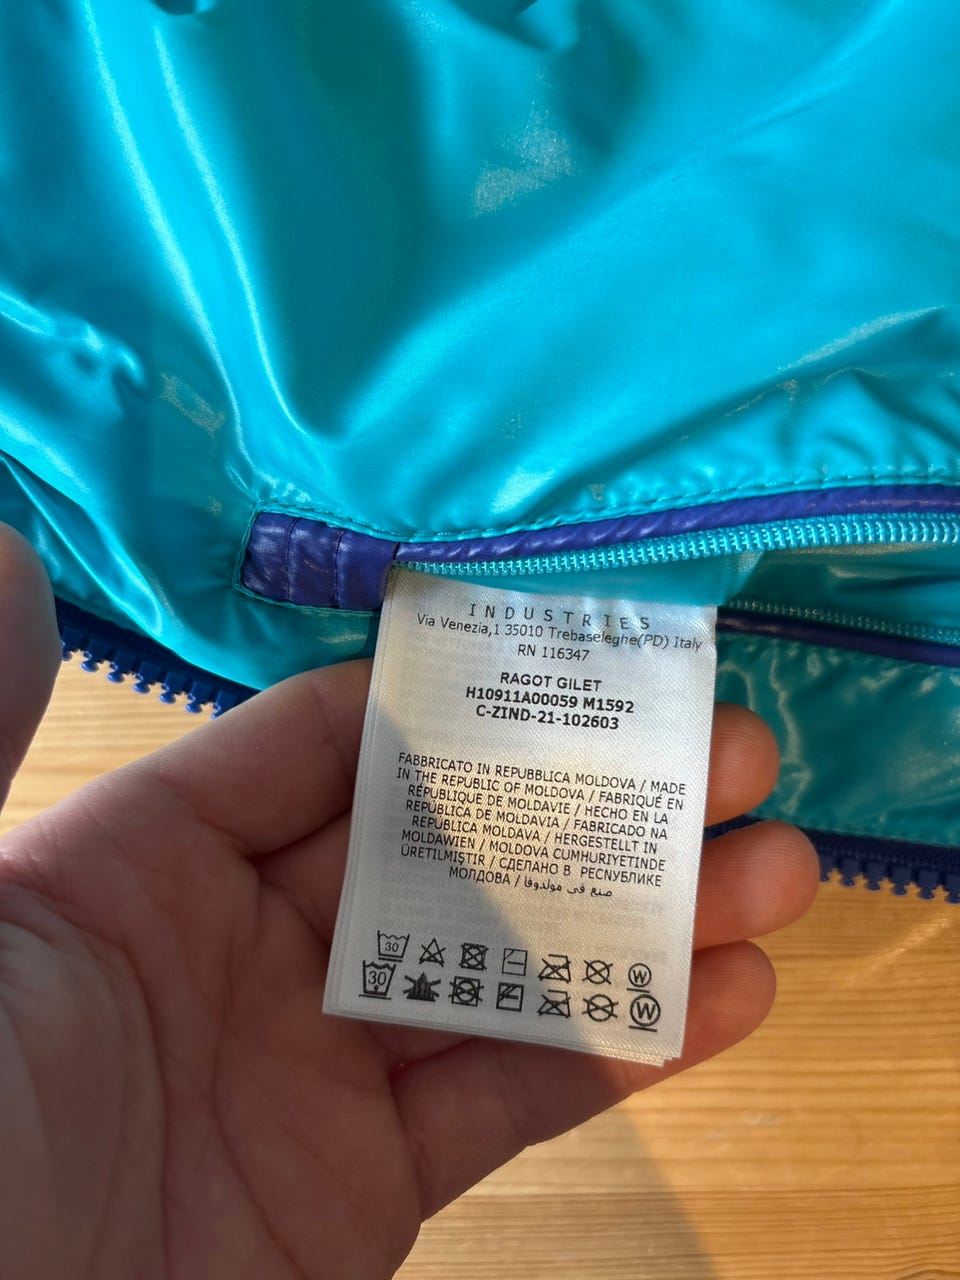 INDUSTRIES
Via Venezia,1 35010 Trebaseleghe(PD) Italy
RN 116347
RAGOT GILET
H10911A00059 M1592
C-ZIND-21-102603
FABBRICATO IN REPUBBLICA MOLDOVA / MADE
IN THE REPUBLIC OF MOLDOVA / FABRIQUÉ EN
RÉPUBLIQUE DE MOLDAVIE / HECHO EN LA
REPÚBLICA DE MOLDAVIA / FABRICADO NA
REPÚBLICA MOLDAVA / HERGESTELLT IN
MOLDAWIEN / MOLDOVA CUMHURIYETINDE
ÜRETILMIŞTIR / СДЕЛАНО В РЕСПУБЛИКЕ
МОЛДОВА / صنع في مولدوفا
30 W
30 W